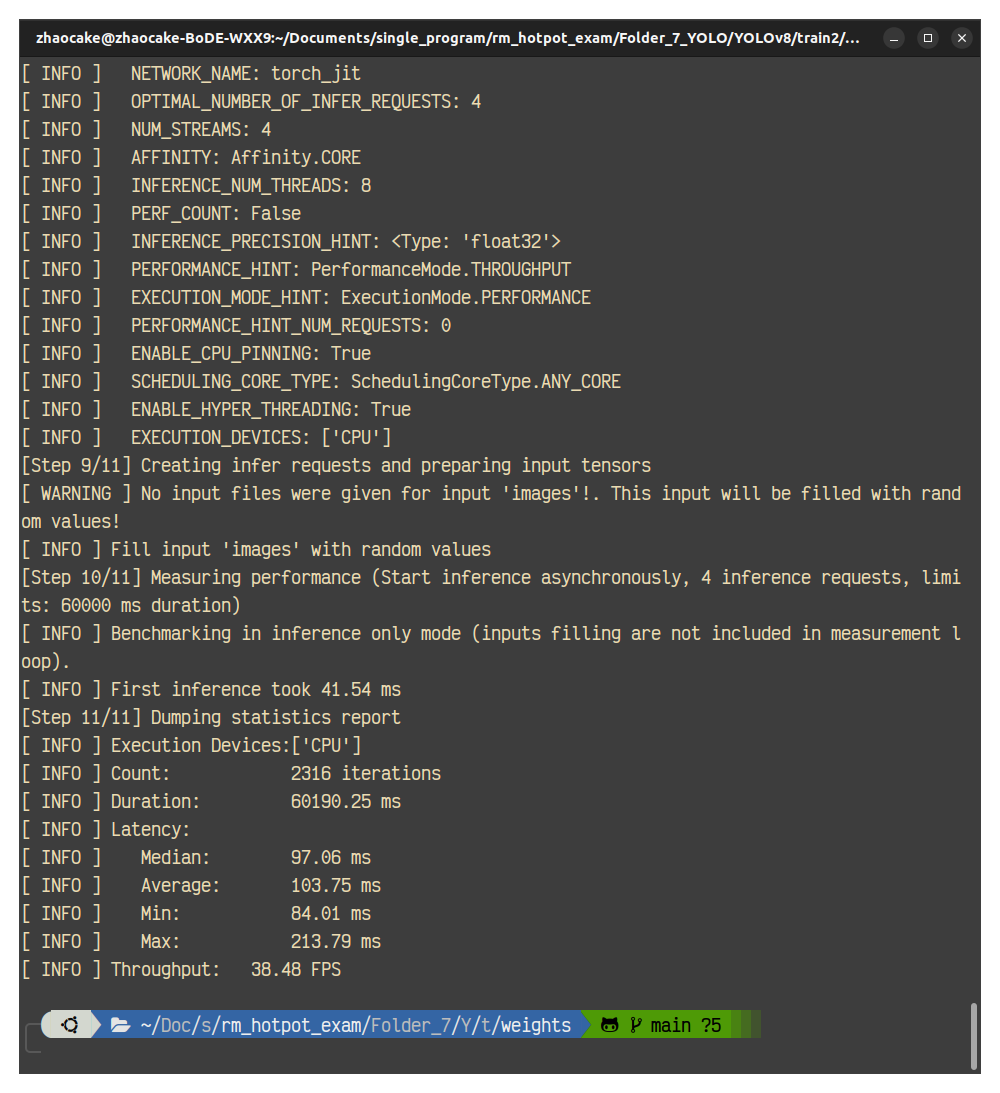 zhaocake@zhaocake-BoDE-WXX9:~/Documents/single_program/rm_hotpot_exam/Folder_7_YOLO/YOLOv8/train2/...
[ INFO ]   NETWORK_NAME: torch_jit
[ INFO ]   OPTIMAL_NUMBER_OF_INFER_REQUESTS: 4
[ INFO ]   NUM_STREAMS: 4
[ INFO ]   AFFINITY: Affinity.CORE
[ INFO ]   INFERENCE_NUM_THREADS: 8
[ INFO ]   PERF_COUNT: False
[ INFO ]   INFERENCE_PRECISION_HINT: <Type: 'float32'>
[ INFO ]   PERFORMANCE_HINT: PerformanceMode.THROUGHPUT
[ INFO ]   EXECUTION_MODE_HINT: ExecutionMode.PERFORMANCE
[ INFO ]   PERFORMANCE_HINT_NUM_REQUESTS: 0
[ INFO ]   ENABLE_CPU_PINNING: True
[ INFO ]   SCHEDULING_CORE_TYPE: SchedulingCoreType.ANY_CORE
[ INFO ]   ENABLE_HYPER_THREADING: True
[ INFO ]   EXECUTION_DEVICES: ['CPU']
[Step 9/11] Creating infer requests and preparing input tensors
[ WARNING ] No input files were given for input 'images'!. This input will be filled with rand
om values!
[ INFO ] Fill input 'images' with random values
[Step 10/11] Measuring performance (Start inference asynchronously, 4 inference requests, limi
ts: 60000 ms duration)
[ INFO ] Benchmarking in inference only mode (inputs filling are not included in measurement l
oop).
[ INFO ] First inference took 41.54 ms
[Step 11/11] Dumping statistics report
[ INFO ] Execution Devices:['CPU']
[ INFO ] Count:            2316 iterations
[ INFO ] Duration:         60190.25 ms
[ INFO ] Latency:
[ INFO ]    Median:        97.06 ms
[ INFO ]    Average:       103.75 ms
[ INFO ]    Min:           84.01 ms
[ INFO ]    Max:           213.79 ms
[ INFO ] Throughput:   38.48 FPS
~/Doc/s/rm_hotpot_exam/Folder_7/Y/t/weights main ?5